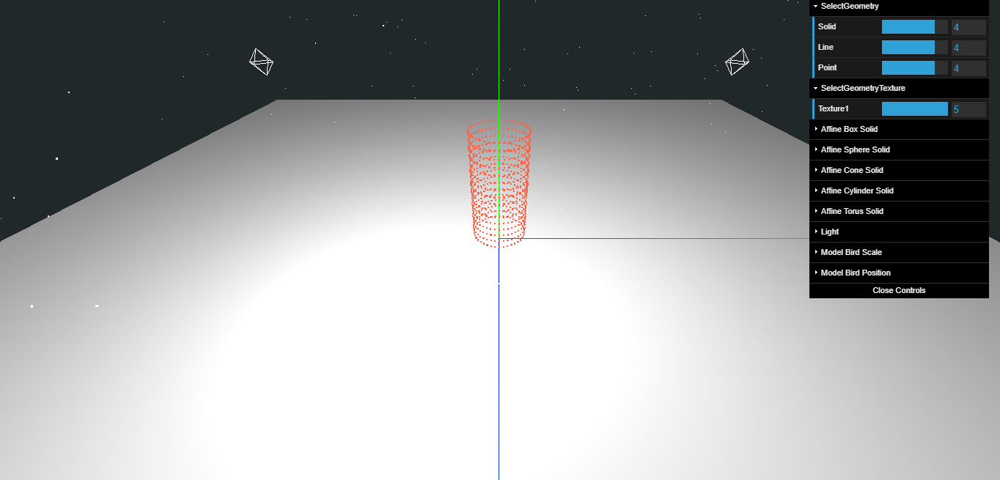 SelectGeometry
Solid 4
Line 4
Point 4
SelectGeometryTexture
Texture1 5
Affine Box Solid
Affine Sphere Solid
Affine Cone Solid
Affine Cylinder Solid
Affine Torus Solid
Light
Model Bird Scale
Model Bird Position
Close Controls